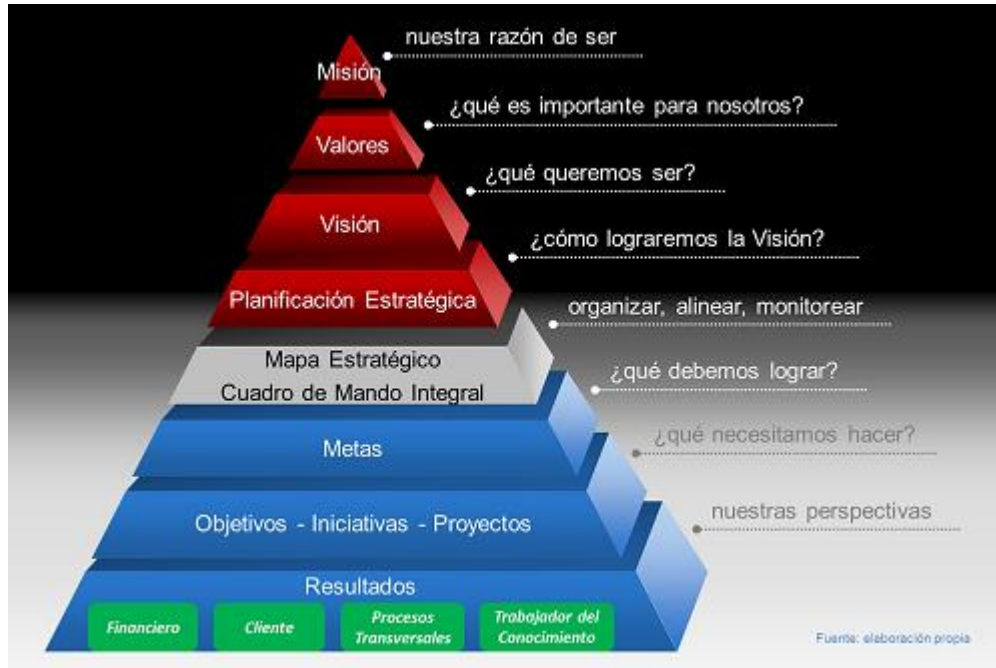 nuestra razón de ser
Misión
¿qué es importante para nosotros?
Valores
¿qué queremos ser?
Visión
¿cómo lograremos la Visión?
Planificación Estratégica
organizar, alinear, monitorear
Mapa Estratégico
Cuadro de Mando Integral
¿qué debemos lograr?
Metas
¿qué necesitamos hacer?
Objetivos - Iniciativas - Proyectos
nuestras perspectivas
Resultados
Financiero
Cliente
Procesos
Transversales
Trabajador del
Conocimiento
Fuente: elaboración propia